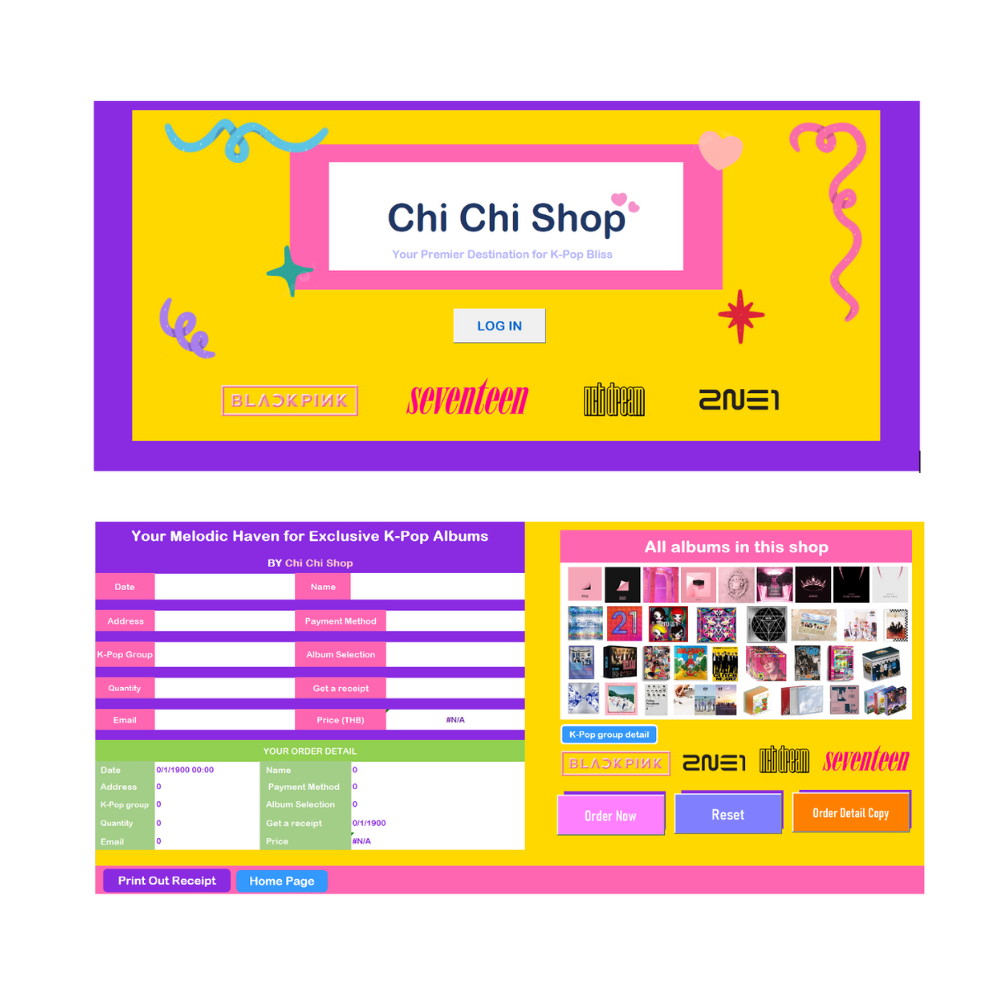 Chi Chi Shop
Your Premier Destination for K-Pop Bliss
LOG IN
BLACKPINK
seventeen
nct dream
2NE1
Your Melodic Haven for Exclusive K-Pop Albums
BY Chi Chi Shop
Date Name
Address Payment Method
K-Pop Group Album Selection
Quantity Got a receipt
Email Price (THB) #N/A
YOUR ORDER DETAIL
Date 0/1/1900 00:00 Name 0
Address 0 Payment Method 0
K-Pop group 0 Album Selection 0
Quantity 0 Get a receipt 0/1/1900
Email 0 Price #N/A
Print Out Receipt Home Page
All albums in this shop
21
K-Pop group detail
BLACKPINK 2NE1 nct dream seventeen
Order Now Reset Order Detail Copy